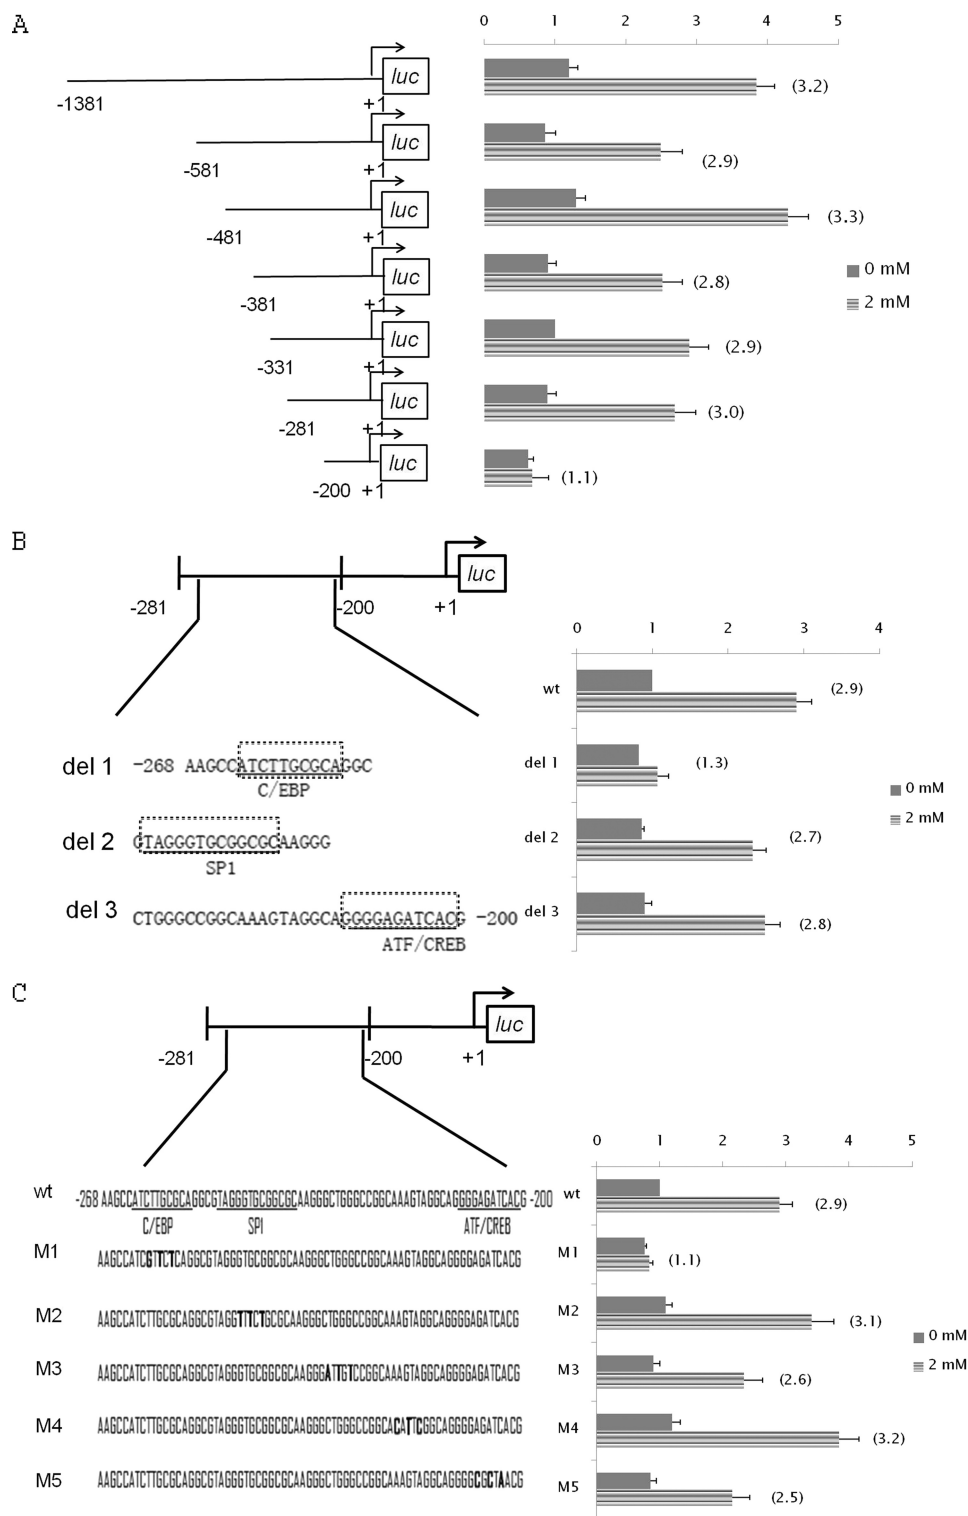 A
0 1 2 3 4 5
luc
-1381 +1
(3.2)
luc
-581 +1
(2.9)
luc
-481 +1
(3.3)
luc
-381 +1
(2.8)
0 mM
2 mM
luc
-331 +1
(2.9)
luc
-281 +1
(3.0)
luc
-200 +1
(1.1)
B
luc
-281 -200 +1
0 1 2 3 4
wt (2.9)
del 1 -268 AAGCCATCTTGCGCAGGC
C/EBP
del 1 (1.3)
0 mM
2 mM
del 2 GTAGGGTGCGGCGCAAGGG
SP1
del 2 (2.7)
del 3 CTGGGCCGGCAAAGTAGGCAGGGGAGATCACG -200
ATF/CREB
del 3 (2.8)
C
luc
-281 -200 +1
0 1 2 3 4 5
wt -268 AAGCCATCTTGCGCAGGCGTAGGGTGCGGCGCAAGGGCTGGGCCGGCAAAGTAGGCAGGGGAGATCACG -200
C/EBP SP1 ATF/CREB
wt (2.9)
M1 AAGCCATCGTTCTCAGGCGTAGGGTGCGGCGCAAGGGCTGGGCCGGCAAAGTAGGCAGGGGAGATCACG
M1 (1.1)
M2 AAGCCATCTTGCGCAGGCGTAGGTTTCTGCGCAAGGGCTGGGCCGGCAAAGTAGGCAGGGGAGATCACG
M2 (3.1)
0 mM
2 mM
M3 AAGCCATCTTGCGCAGGCGTAGGGTGCGGCGCAAGGGATTGTCCGGCAAAGTAGGCAGGGGAGATCACG
M3 (2.6)
M4 AAGCCATCTTGCGCAGGCGTAGGGTGCGGCGCAAGGGCTGGGCCGGCACATTCGGCAGGGGAGATCACG
M4 (3.2)
M5 AAGCCATCTTGCGCAGGCGTAGGGTGCGGCGCAAGGGCTGGGCCGGCAAAGTAGGCAGGGGCGCTAACG
M5 (2.5)